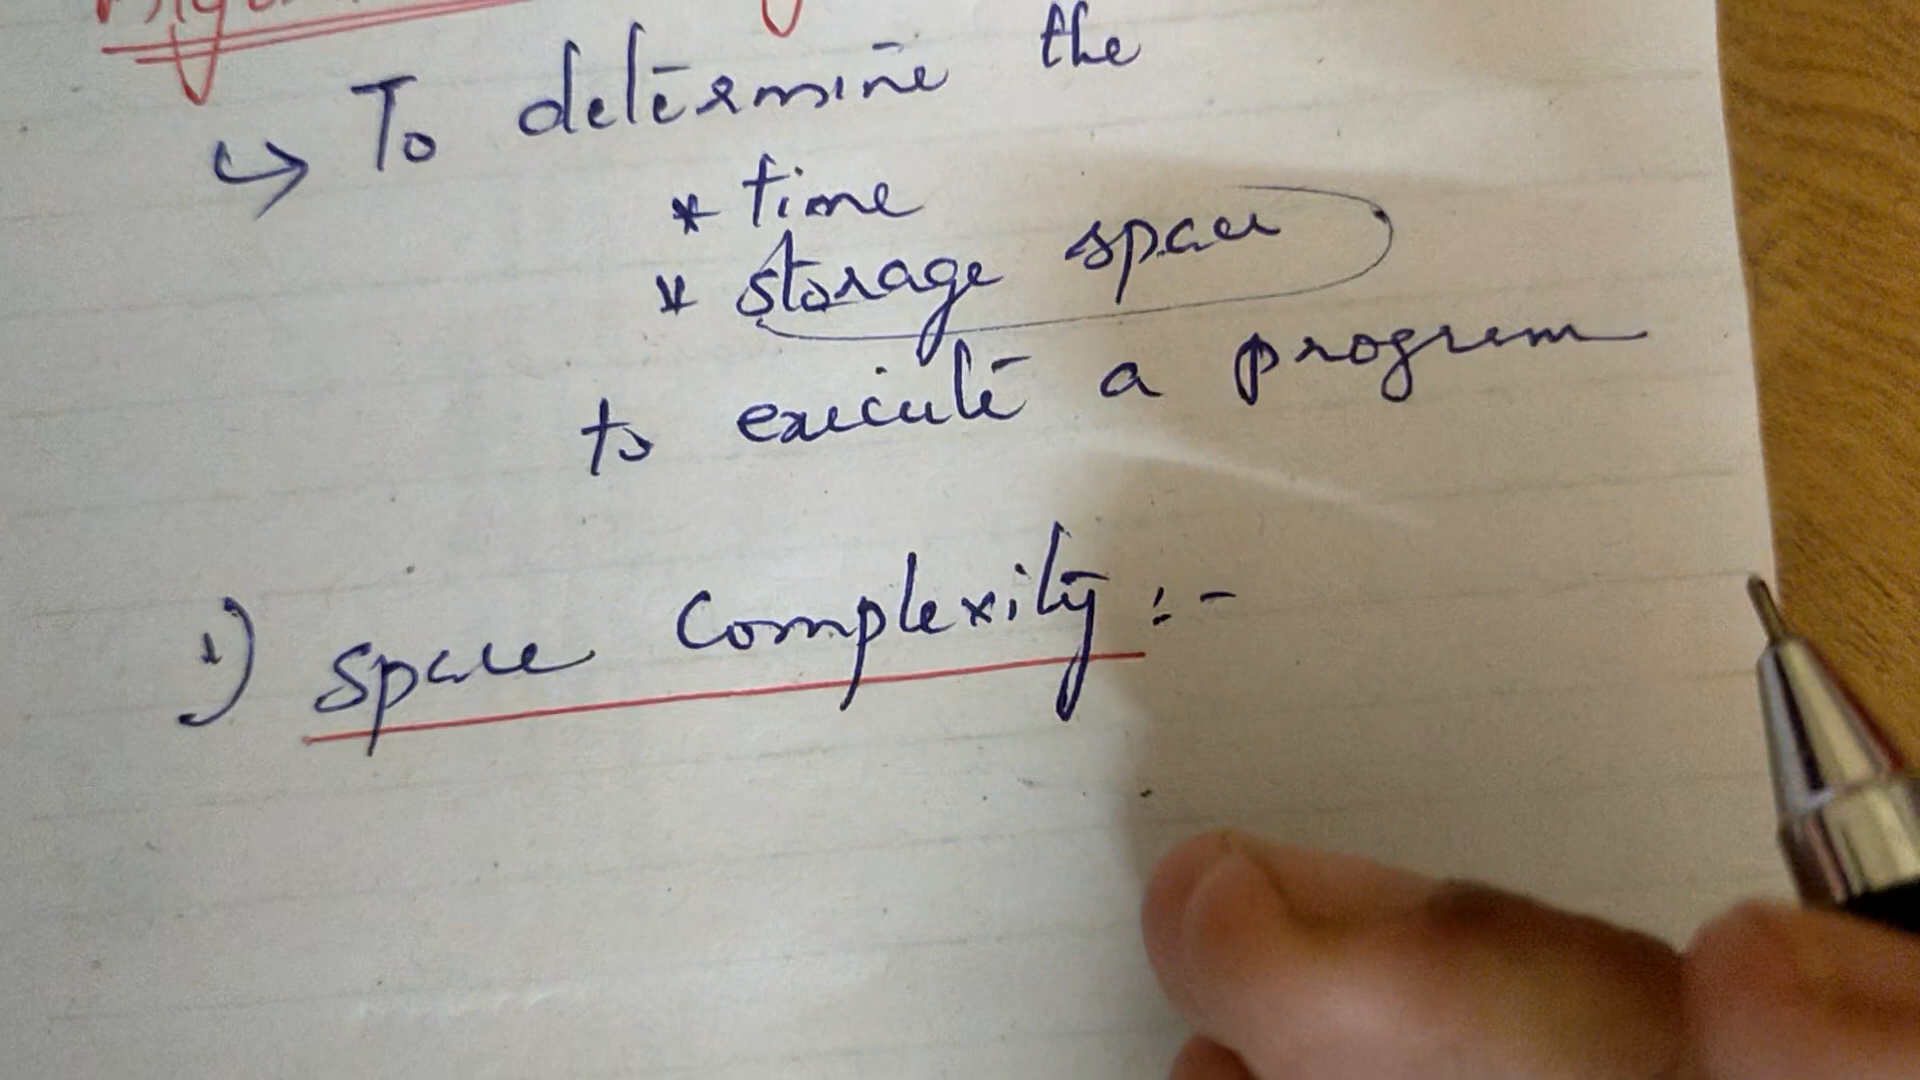 ↪ To determine the
* time
* storage space
to execute a program
1) space complexity :-